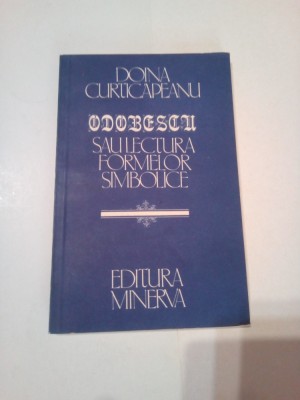 DOINA
CURTICĂPEANU
ODOBESCU
SAU LECTURA
FORMELOR
SIMBOLICE
EDITURA
MINERVA